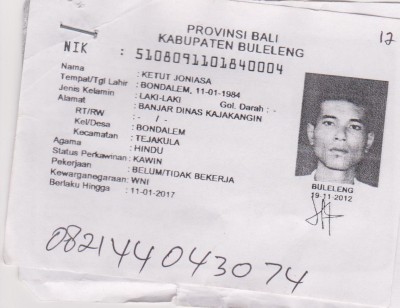 PROVINSI BALI
KABUPATEN BULELENG
12
NIK : 5108091101840004
Nama : KETUT JONIASA
Tempat/Tgl Lahir : BONDALEM, 11-01-1984
Jenis Kelamin : LAKI-LAKI Gol. Darah : -
Alamat : BANJAR DINAS KAJAKANGIN
RT/RW : - / -
Kel/Desa : BONDALEM
Kecamatan : TEJAKULA
Agama : HINDU
Status Perkawinan : KAWIN
Pekerjaan : BELUM/TIDAK BEKERJA
Kewarganegaraan: WNI
Berlaku Hingga : 11-01-2017
BULELENG
19-11-2012
082144043074